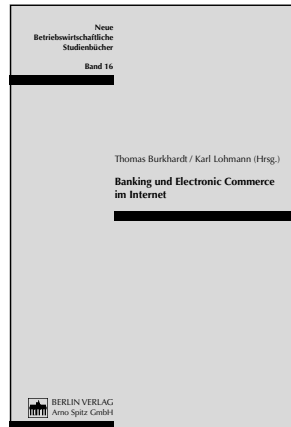 Neue
Betriebswirtschaftliche
Studienbücher
Band 16
Thomas Burkhardt / Karl Lohmann (Hrsg.)
Banking und Electronic Commerce
im Internet
BERLIN VERLAG
Arno Spitz GmbH